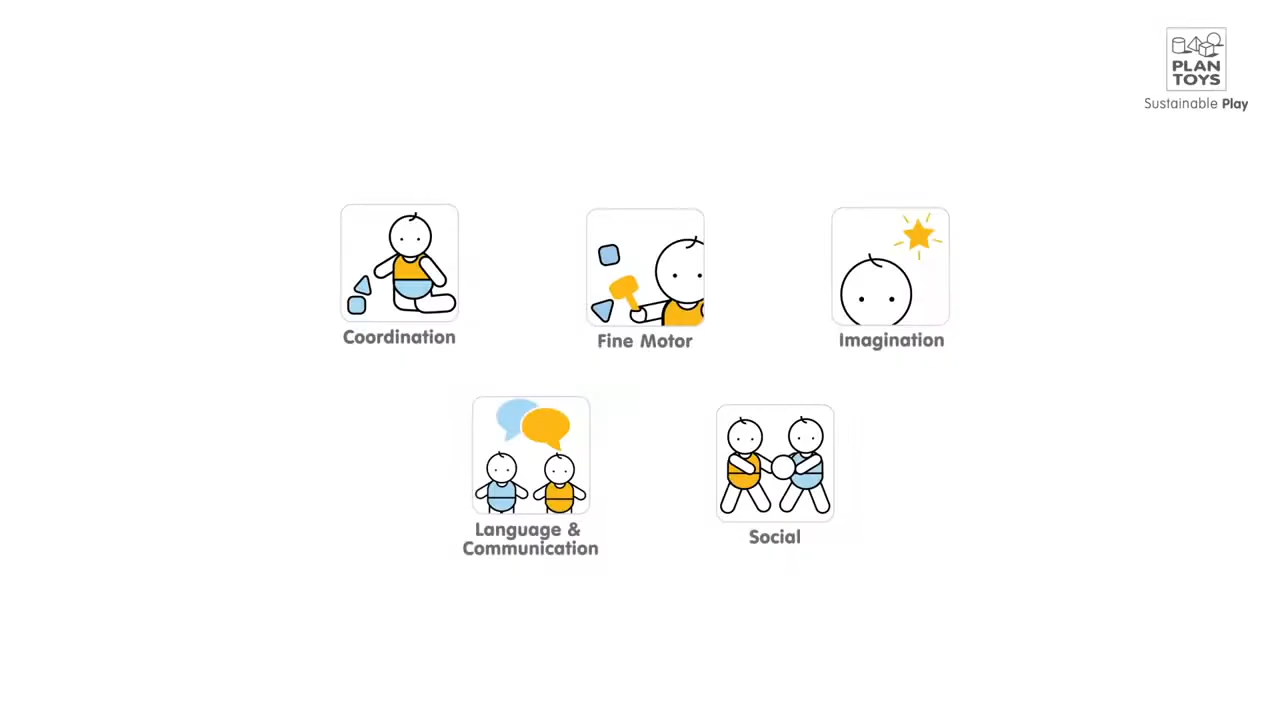 PLAN
TOYS
Sustainable Play
Coordination
Fine Motor
Imagination
Language &
Communication
Social